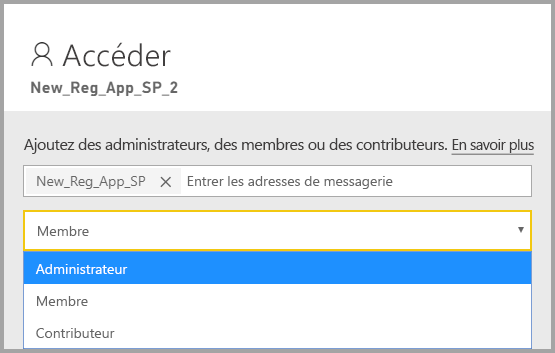 Accéder
New_Reg_App_SP_2
Ajoutez des administrateurs, des membres ou des contributeurs. En savoir plus
New_Reg_App_SP × Entrer les adresses de messagerie
Membre
Administrateur
Membre
Contributeur